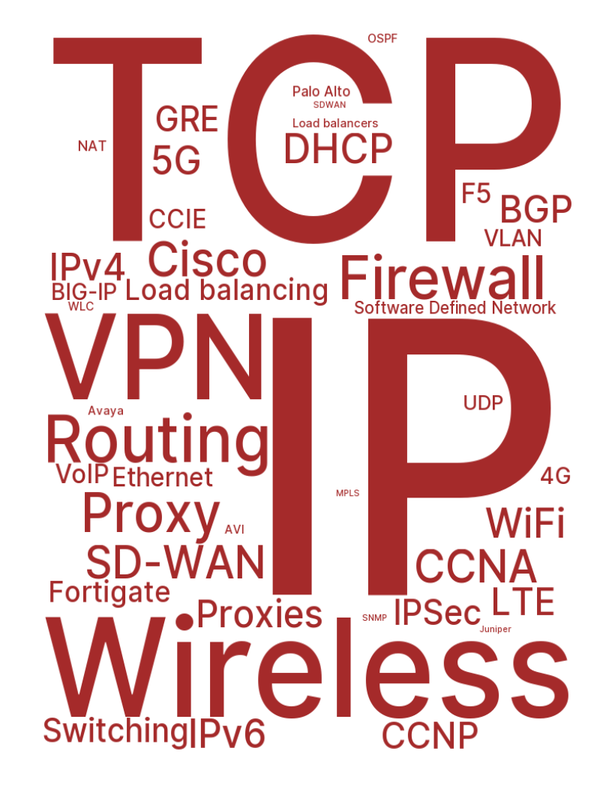 TCP
OSPF
Palo Alto
SDWAN
GRE
Load balancers
DHCP
NAT
5G
F5
BGP
CCIE
VLAN
Cisco
IPv4
Firewall
BIG-IP
Load balancing
WLC
Software Defined Network
VPN
IP
UDP
Avaya
Routing
VoIP
Ethernet
4G
MPLS
Proxy
AVI
WiFi
SD-WAN
CCNA
Fortigate
LTE
Proxies
SNMP
IPSec
Juniper
Wireless
Switching
IPv6
CCNP